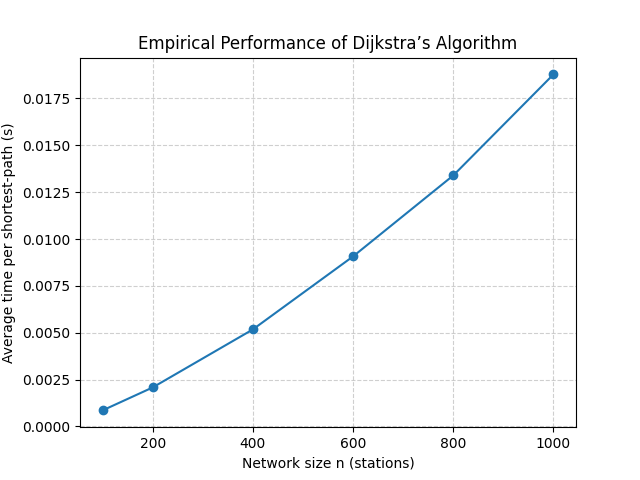 Empirical Performance of Dijkstra’s Algorithm
Average time per shortest-path (s)
0.0175
0.0150
0.0125
0.0100
0.0075
0.0050
0.0025
0.0000
200 400 600 800 1000
Network size n (stations)